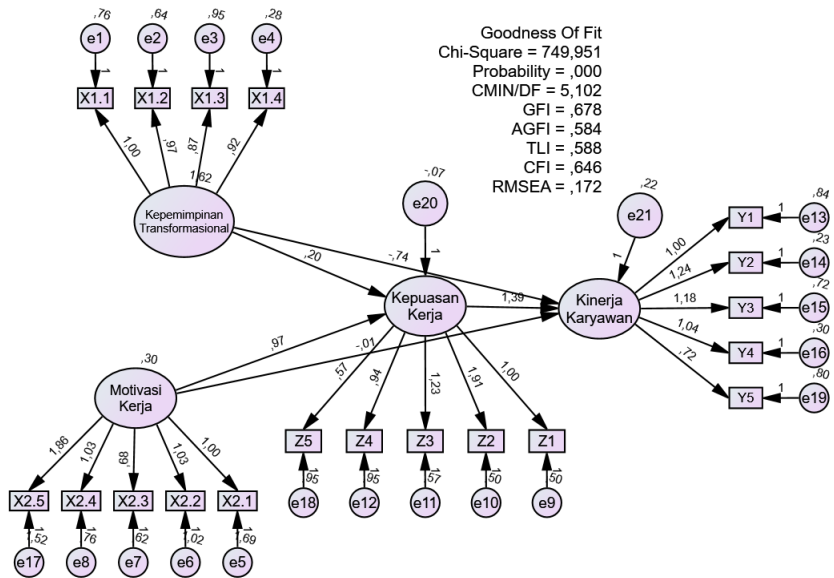 ,76
,64
,95
,28
e1
e2
e3
e4
1
1
1
1
X1.1
X1.2
X1.3
X1.4
1,00
,97
,87
,92
1,62
Kepemimpinan
Transformasional
Goodness Of Fit
Chi-Square = 749,951
Probability = ,000
CMIN/DF = 5,102
GFI = ,678
AGFI = ,584
TLI = ,588
CFI = ,646
RMSEA = ,172
-,07
e20
1
,22
e21
1
,20
-,74
Kepuasan
Kerja
1,39
Kinerja
Karyawan
,97
-,01
,30
Motivasi
Kerja
1,00
1,24
1,18
1,04
,72
Y1
1
e13
,84
Y2
1
e14
,23
Y3
1
e15
,72
Y4
1
e16
,30
Y5
1
e19
,80
,57
,94
1,23
1,91
1,00
Z5
Z4
Z3
Z2
Z1
,95
,95
,57
,50
,50
e18
e12
e11
e10
e9
1,86
1,03
,68
1,03
1,00
X2.5
X2.4
X2.3
X2.2
X2.1
,76
,62
e17
e8
e7
e6
e5